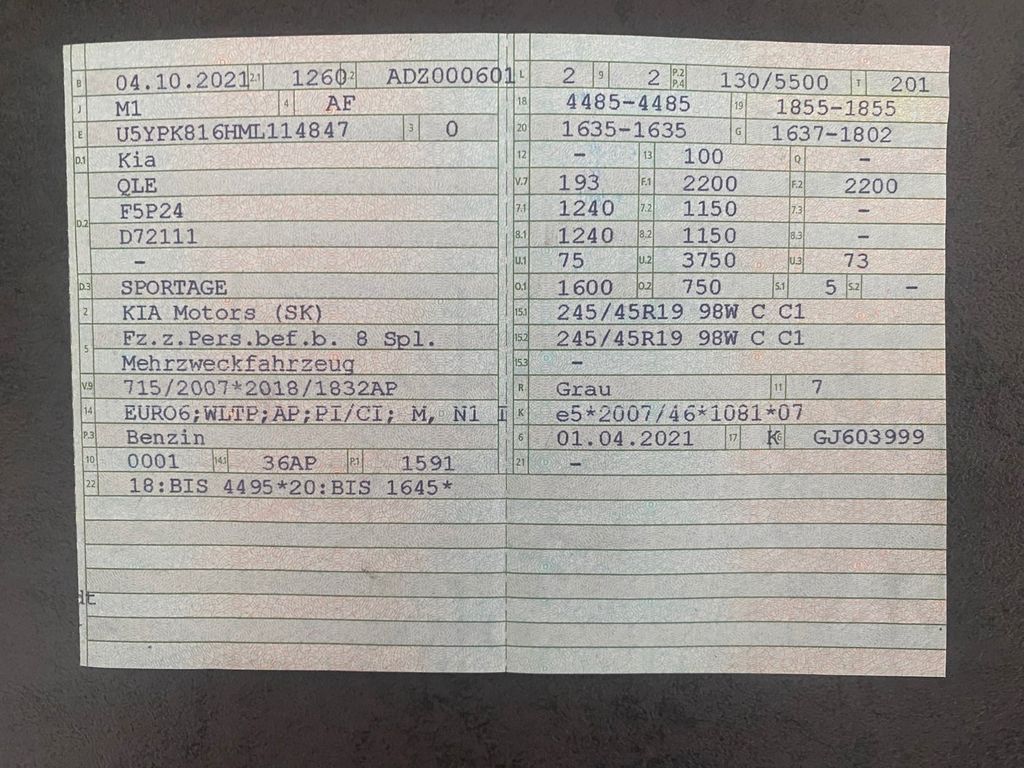 B 04.10.2021 2.1 1260 2.2 ADZ000601
J M1 4 AF
E U5YPK816HML114847 3 0
D.1 Kia
QLE
F5P24
D.2 D72111
–
D.3 SPORTAGE
2 KIA Motors (SK)
5 Fz.z.Pers.bef.b. 8 Spl.
Mehrzweckfahrzeug
V.9 715/2007*2018/1832AP
14 EURO6;WLTP;AP;PI/CI; M, N1 I
P.3 Benzin
10 0001 14.1 36AP P.1 1591
22 18:BIS 4495*20:BIS 1645*
L 2 9 2 P.2 P.4 130/5500 T 201
18 4485-4485 19 1855-1855
20 1635-1635 G 1637-1802
12 – 13 100 Q –
V.7 193 F.1 2200 F.2 2200
7.1 1240 7.2 1150 7.3 –
8.1 1240 8.2 1150 8.3 –
U.1 75 U.2 3750 U.3 73
O.1 1600 O.2 750 S.1 5 S.2 –
15.1 245/45R19 98W C C1
15.2 245/45R19 98W C C1
15.3 –
R Grau 11 7
K e5*2007/46*1081*07
6 01.04.2021 17 K 16 GJ603999
21 –